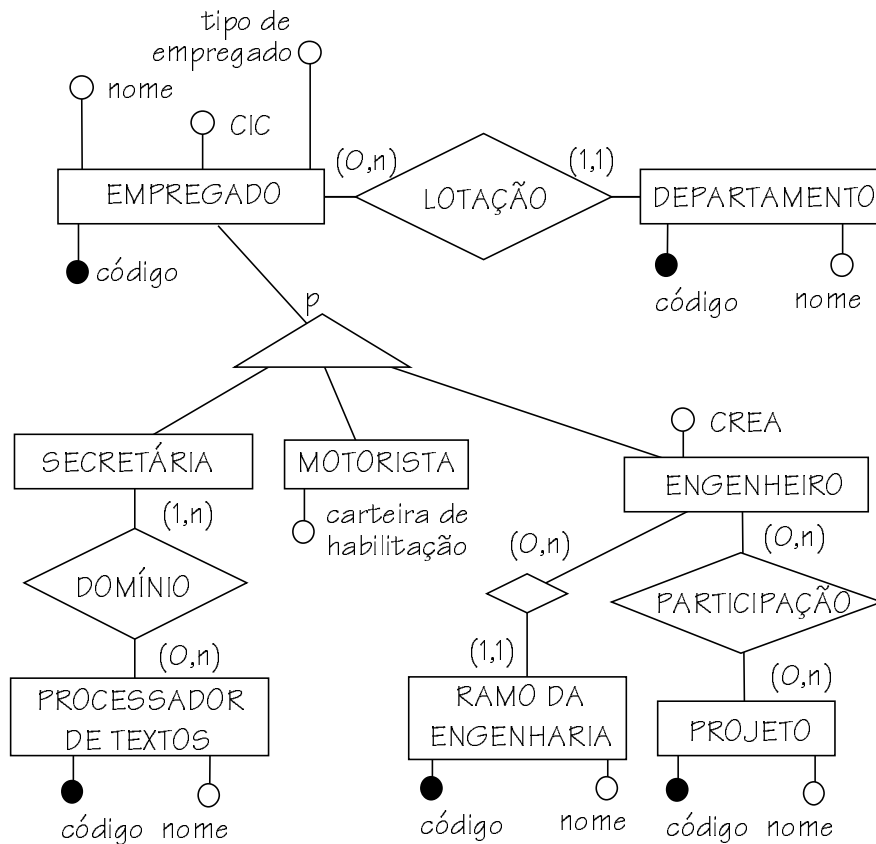 tipo de
empregado
nome
CIC
(0,n)
(1,1)
EMPREGADO
LOTAÇÃO
DEPARTAMENTO
código
código
nome
p
CREA
SECRETÁRIA
MOTORISTA
ENGENHEIRO
(1,n)
carteira de
habilitação
(0,n)
(0,n)
DOMÍNIO
PARTICIPAÇÃO
(0,n)
(1,1)
(0,n)
PROCESSADOR
DE TEXTOS
RAMO DA
ENGENHARIA
PROJETO
código
nome
código
nome
código
nome